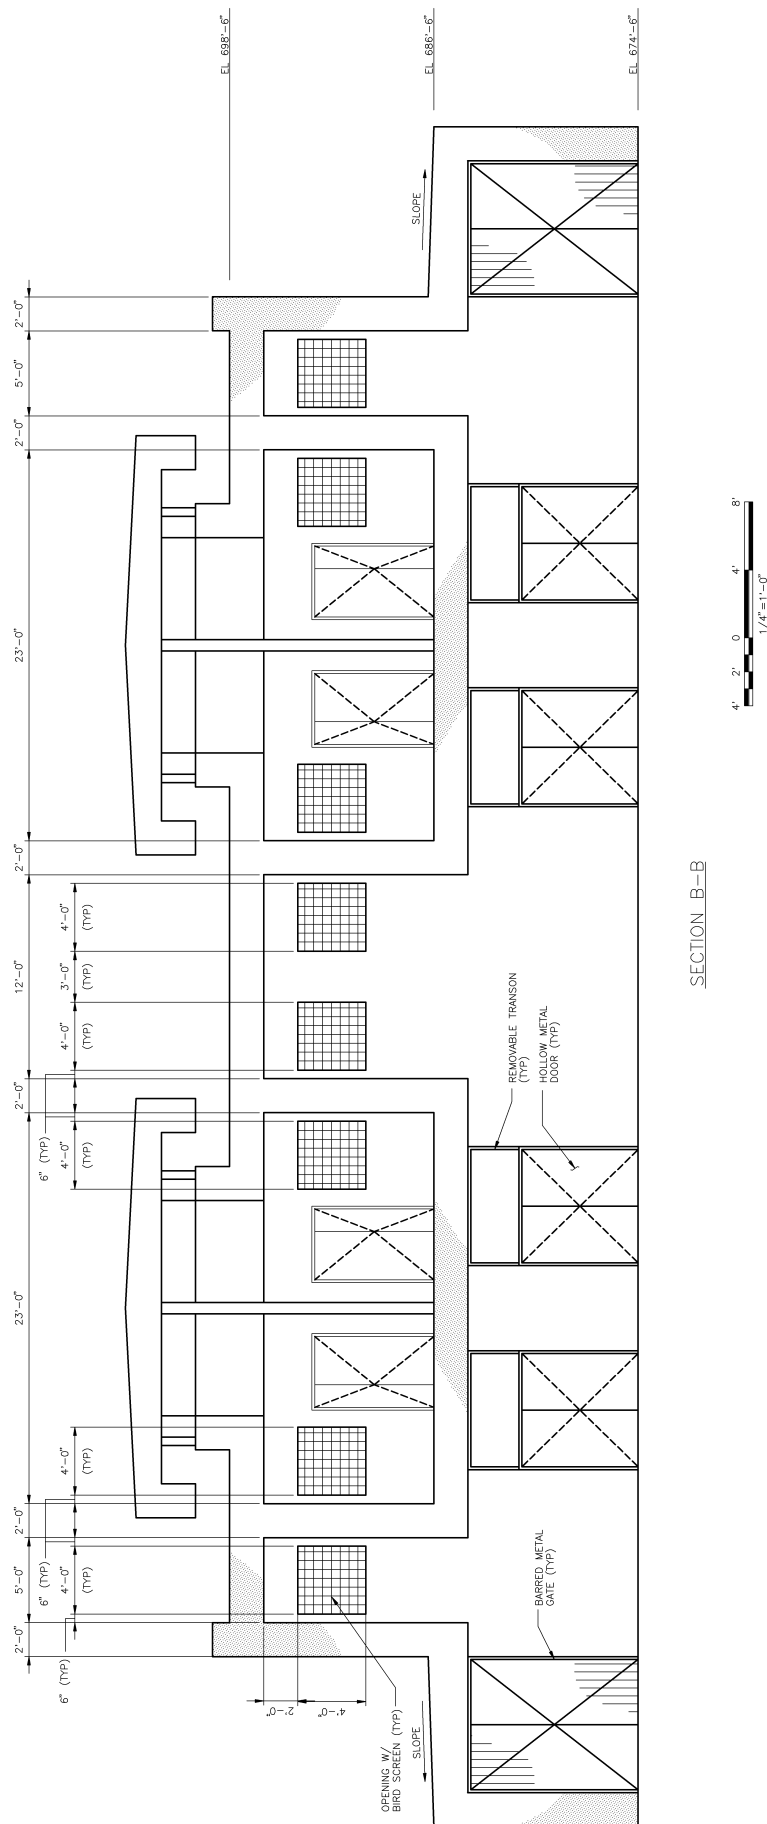 2'-0"
5'-0"
2'-0"
23'-0"
2'-0"
12'-0"
2'-0"
23'-0"
2'-0"
5'-0"
2'-0"
6" (TYP)
4'-0"
(TYP)
6" (TYP)
4'-0"
(TYP)
4'-0"
(TYP)
6" (TYP)
4'-0"
(TYP)
3'-0"
(TYP)
4'-0"
(TYP)
EL 698'-6"
EL 686'-6"
EL 674'-6"
2'-0"
4'-0"
OPENING W/
BIRD SCREEN (TYP)
SLOPE
SLOPE
BARRED METAL
GATE (TYP)
REMOVABLE TRANSON
(TYP)
HOLLOW METAL
DOOR (TYP)
SECTION B-B
4'
2'
0
4'
8'
1/4"=1'-0"